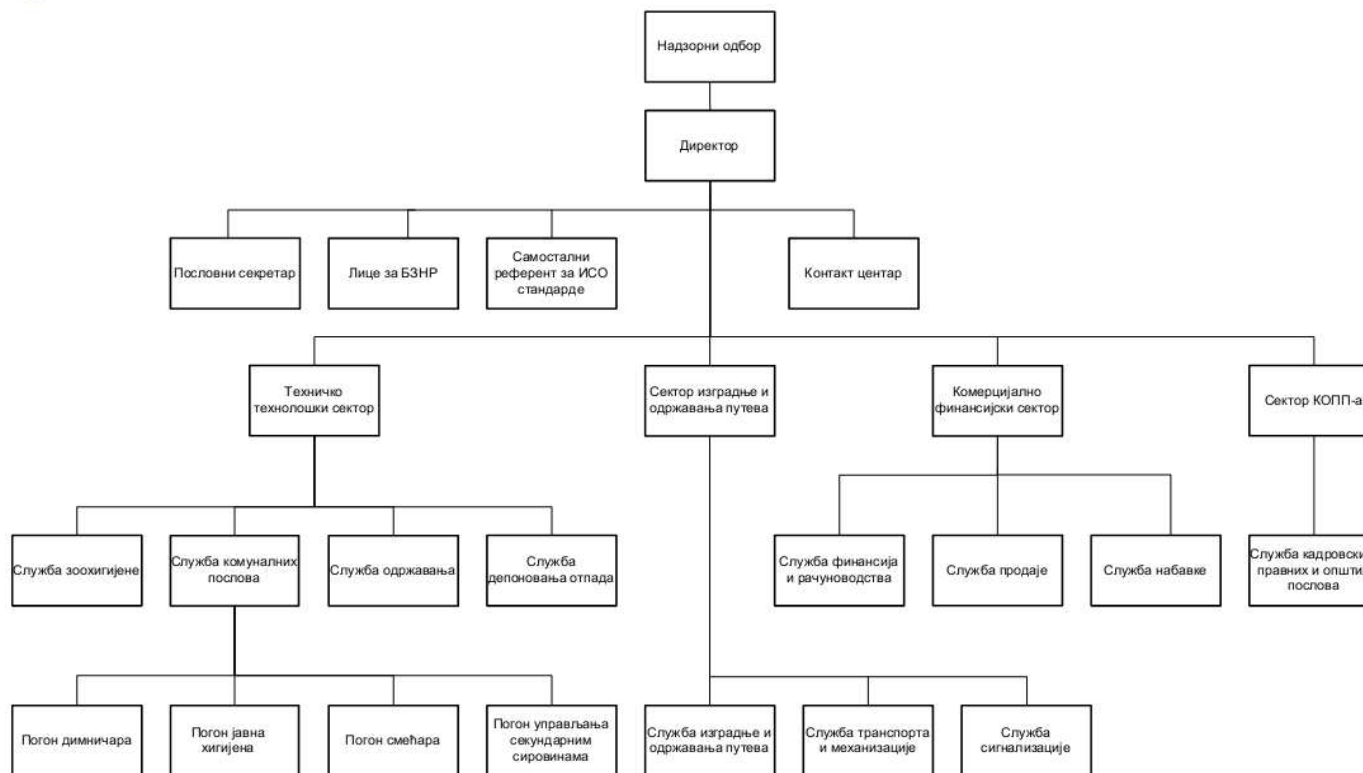 Надзорни одбор
Директор
Пословни секретар
Лице за БЗНР
Самостални
референт за ИСО
стандарде
Контакт центар
Техничко
технолошки сектор
Сектор изградње и
одржавања путева
Комерцијално
финансијски сектор
Сектор КОПП-а
Служба зоохигијене
Служба комуналних
послова
Служба одржавања
Служба
депоновања отпада
Служба финансија
и рачуноводства
Служба продаје
Служба набавке
Служба кадровски
правних и општи
послова
Погон димничара
Погон јавна
хигијена
Погон смећара
Погон управљања
секундарним
сировинама
Служба изградње и
одржавања путева
Служба транспорта
и механизације
Служба
сигнализације